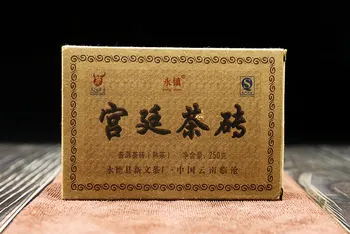 永德
宫廷茶砖
普洱茶砖（熟茶） 净含量：250克
永德县新文茶厂·中国云南临沧